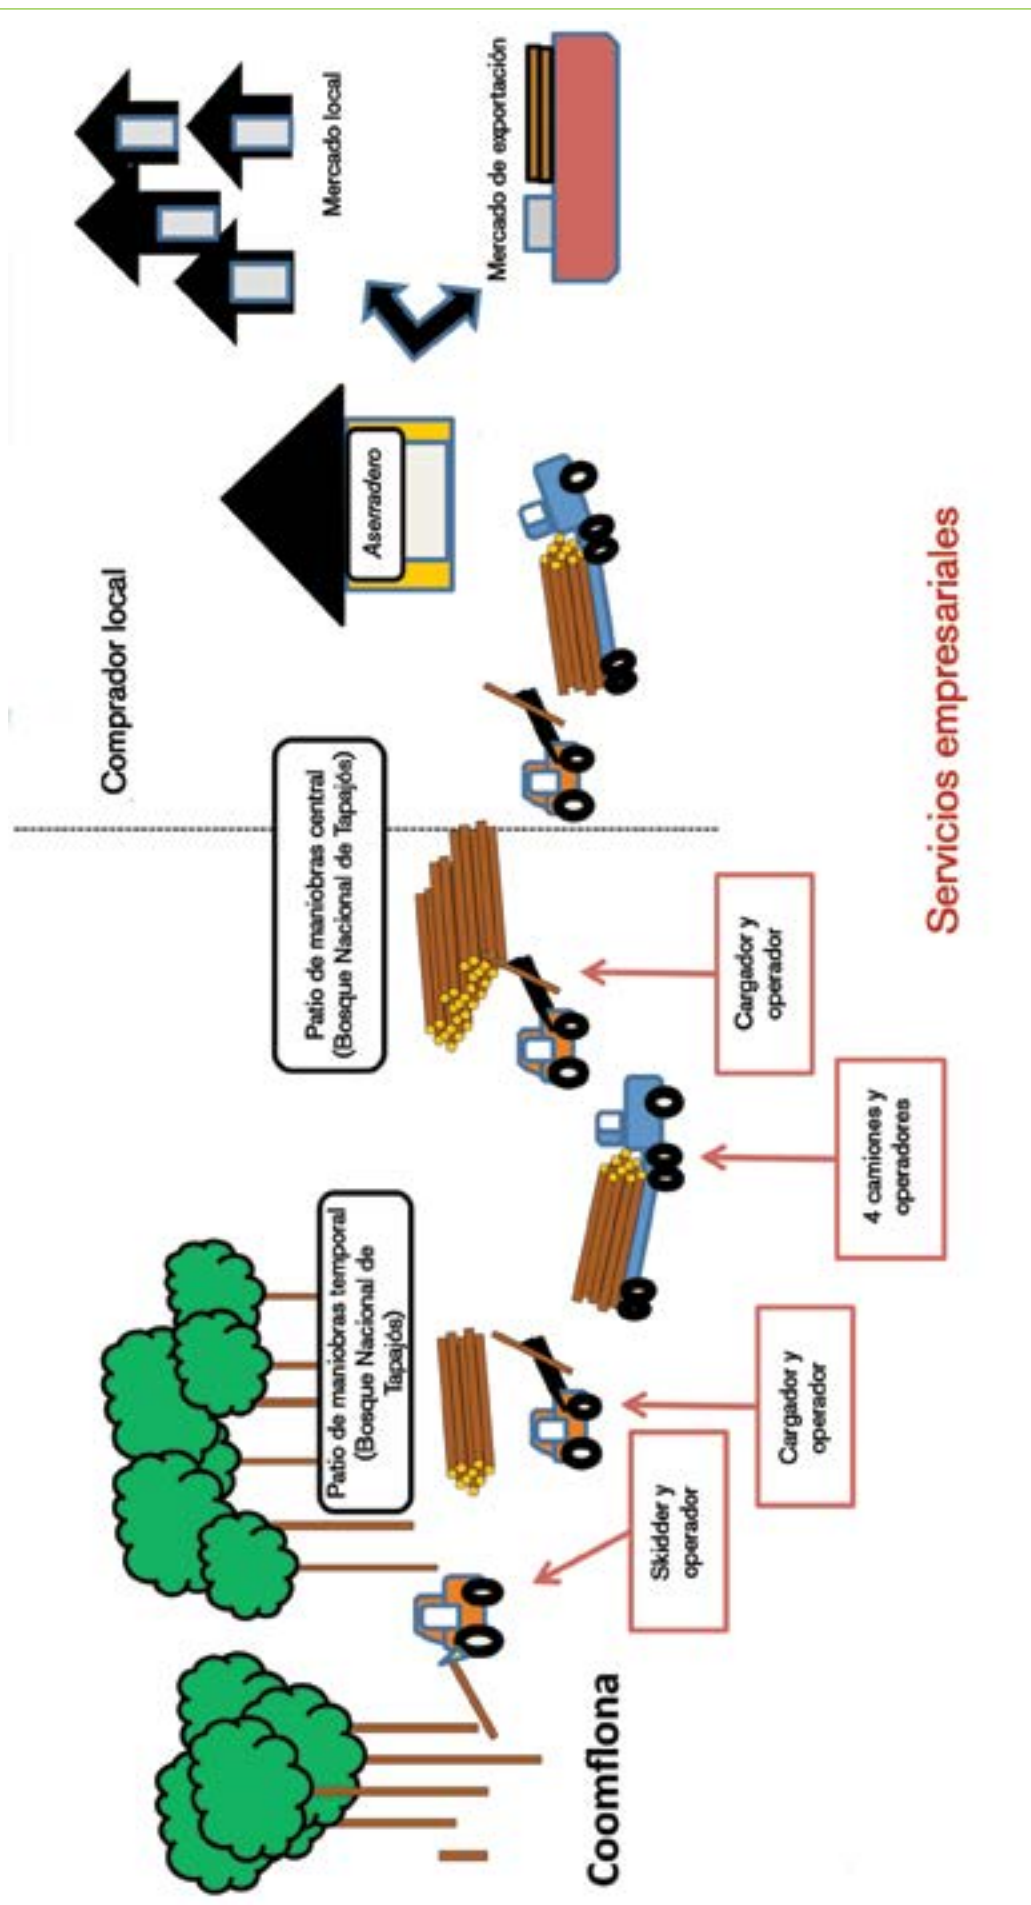 Comprador local
Mercado local
Mercado de exportación
Aserradero
Patio de maniobras central
(Bosque Nacional de Tapajós)
Patio de maniobras temporal
(Bosque Nacional de
Tapajós)
Coomflona
Skidder y
operador
Cargador y
operador
4 camiones y
operadores
Cargador y
operador
Servicios empresariales